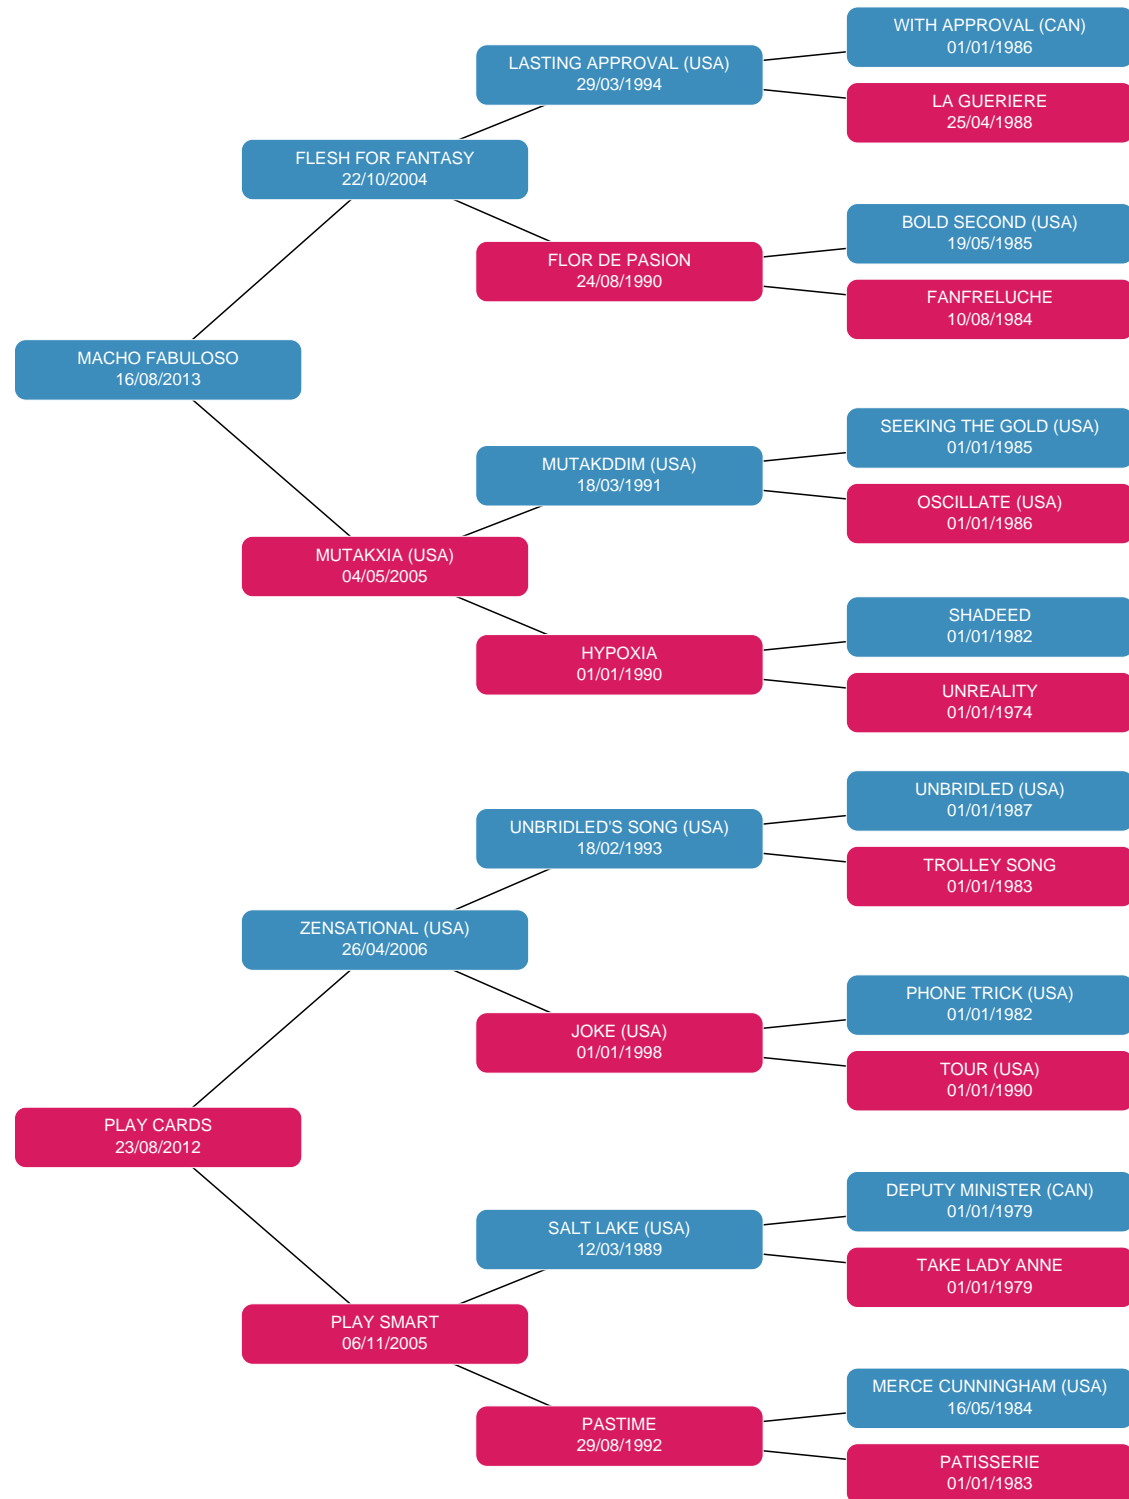 WITH APPROVAL (CAN)
01/01/1986
LASTING APPROVAL (USA)
29/03/1994
LA GUERIERE
25/04/1988
FLESH FOR FANTASY
22/10/2004
BOLD SECOND (USA)
19/05/1985
FLOR DE PASION
24/08/1990
FANFRELUCHE
10/08/1984
MACHO FABULOSO
16/08/2013
SEEKING THE GOLD (USA)
01/01/1985
MUTAKDDIM (USA)
18/03/1991
OSCILLATE (USA)
01/01/1986
MUTAKXIA (USA)
04/05/2005
SHADEED
01/01/1982
HYPOXIA
01/01/1990
UNREALITY
01/01/1974
UNBRIDLED (USA)
01/01/1987
UNBRIDLED'S SONG (USA)
18/02/1993
TROLLEY SONG
01/01/1983
ZENSATIONAL (USA)
26/04/2006
PHONE TRICK (USA)
01/01/1982
JOKE (USA)
01/01/1998
TOUR (USA)
01/01/1990
PLAY CARDS
23/08/2012
DEPUTY MINISTER (CAN)
01/01/1979
SALT LAKE (USA)
12/03/1989
TAKE LADY ANNE
01/01/1979
PLAY SMART
06/11/2005
MERCE CUNNINGHAM (USA)
16/05/1984
PASTIME
29/08/1992
PATISSERIE
01/01/1983